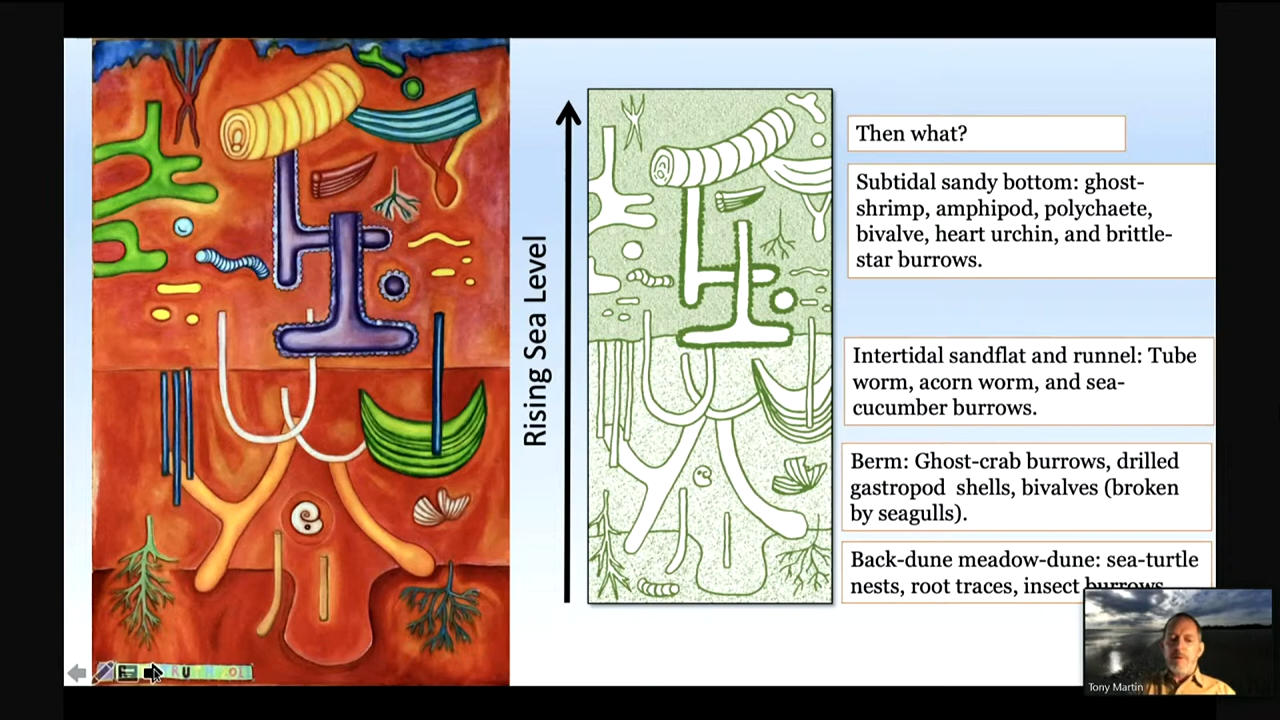 Rising Sea Level
Then what?
Subtidal sandy bottom: ghost-
shrimp, amphipod, polychaete,
bivalve, heart urchin, and brittle-
star burrows.
Intertidal sandflat and runnel: Tube
worm, acorn worm, and sea-
cucumber burrows.
Berm: Ghost-crab burrows, drilled
gastropod shells, bivalves (broken
by seagulls).
Back-dune meadow-dune: sea-turtle
nests, root traces, insect burrows
Tony Martin